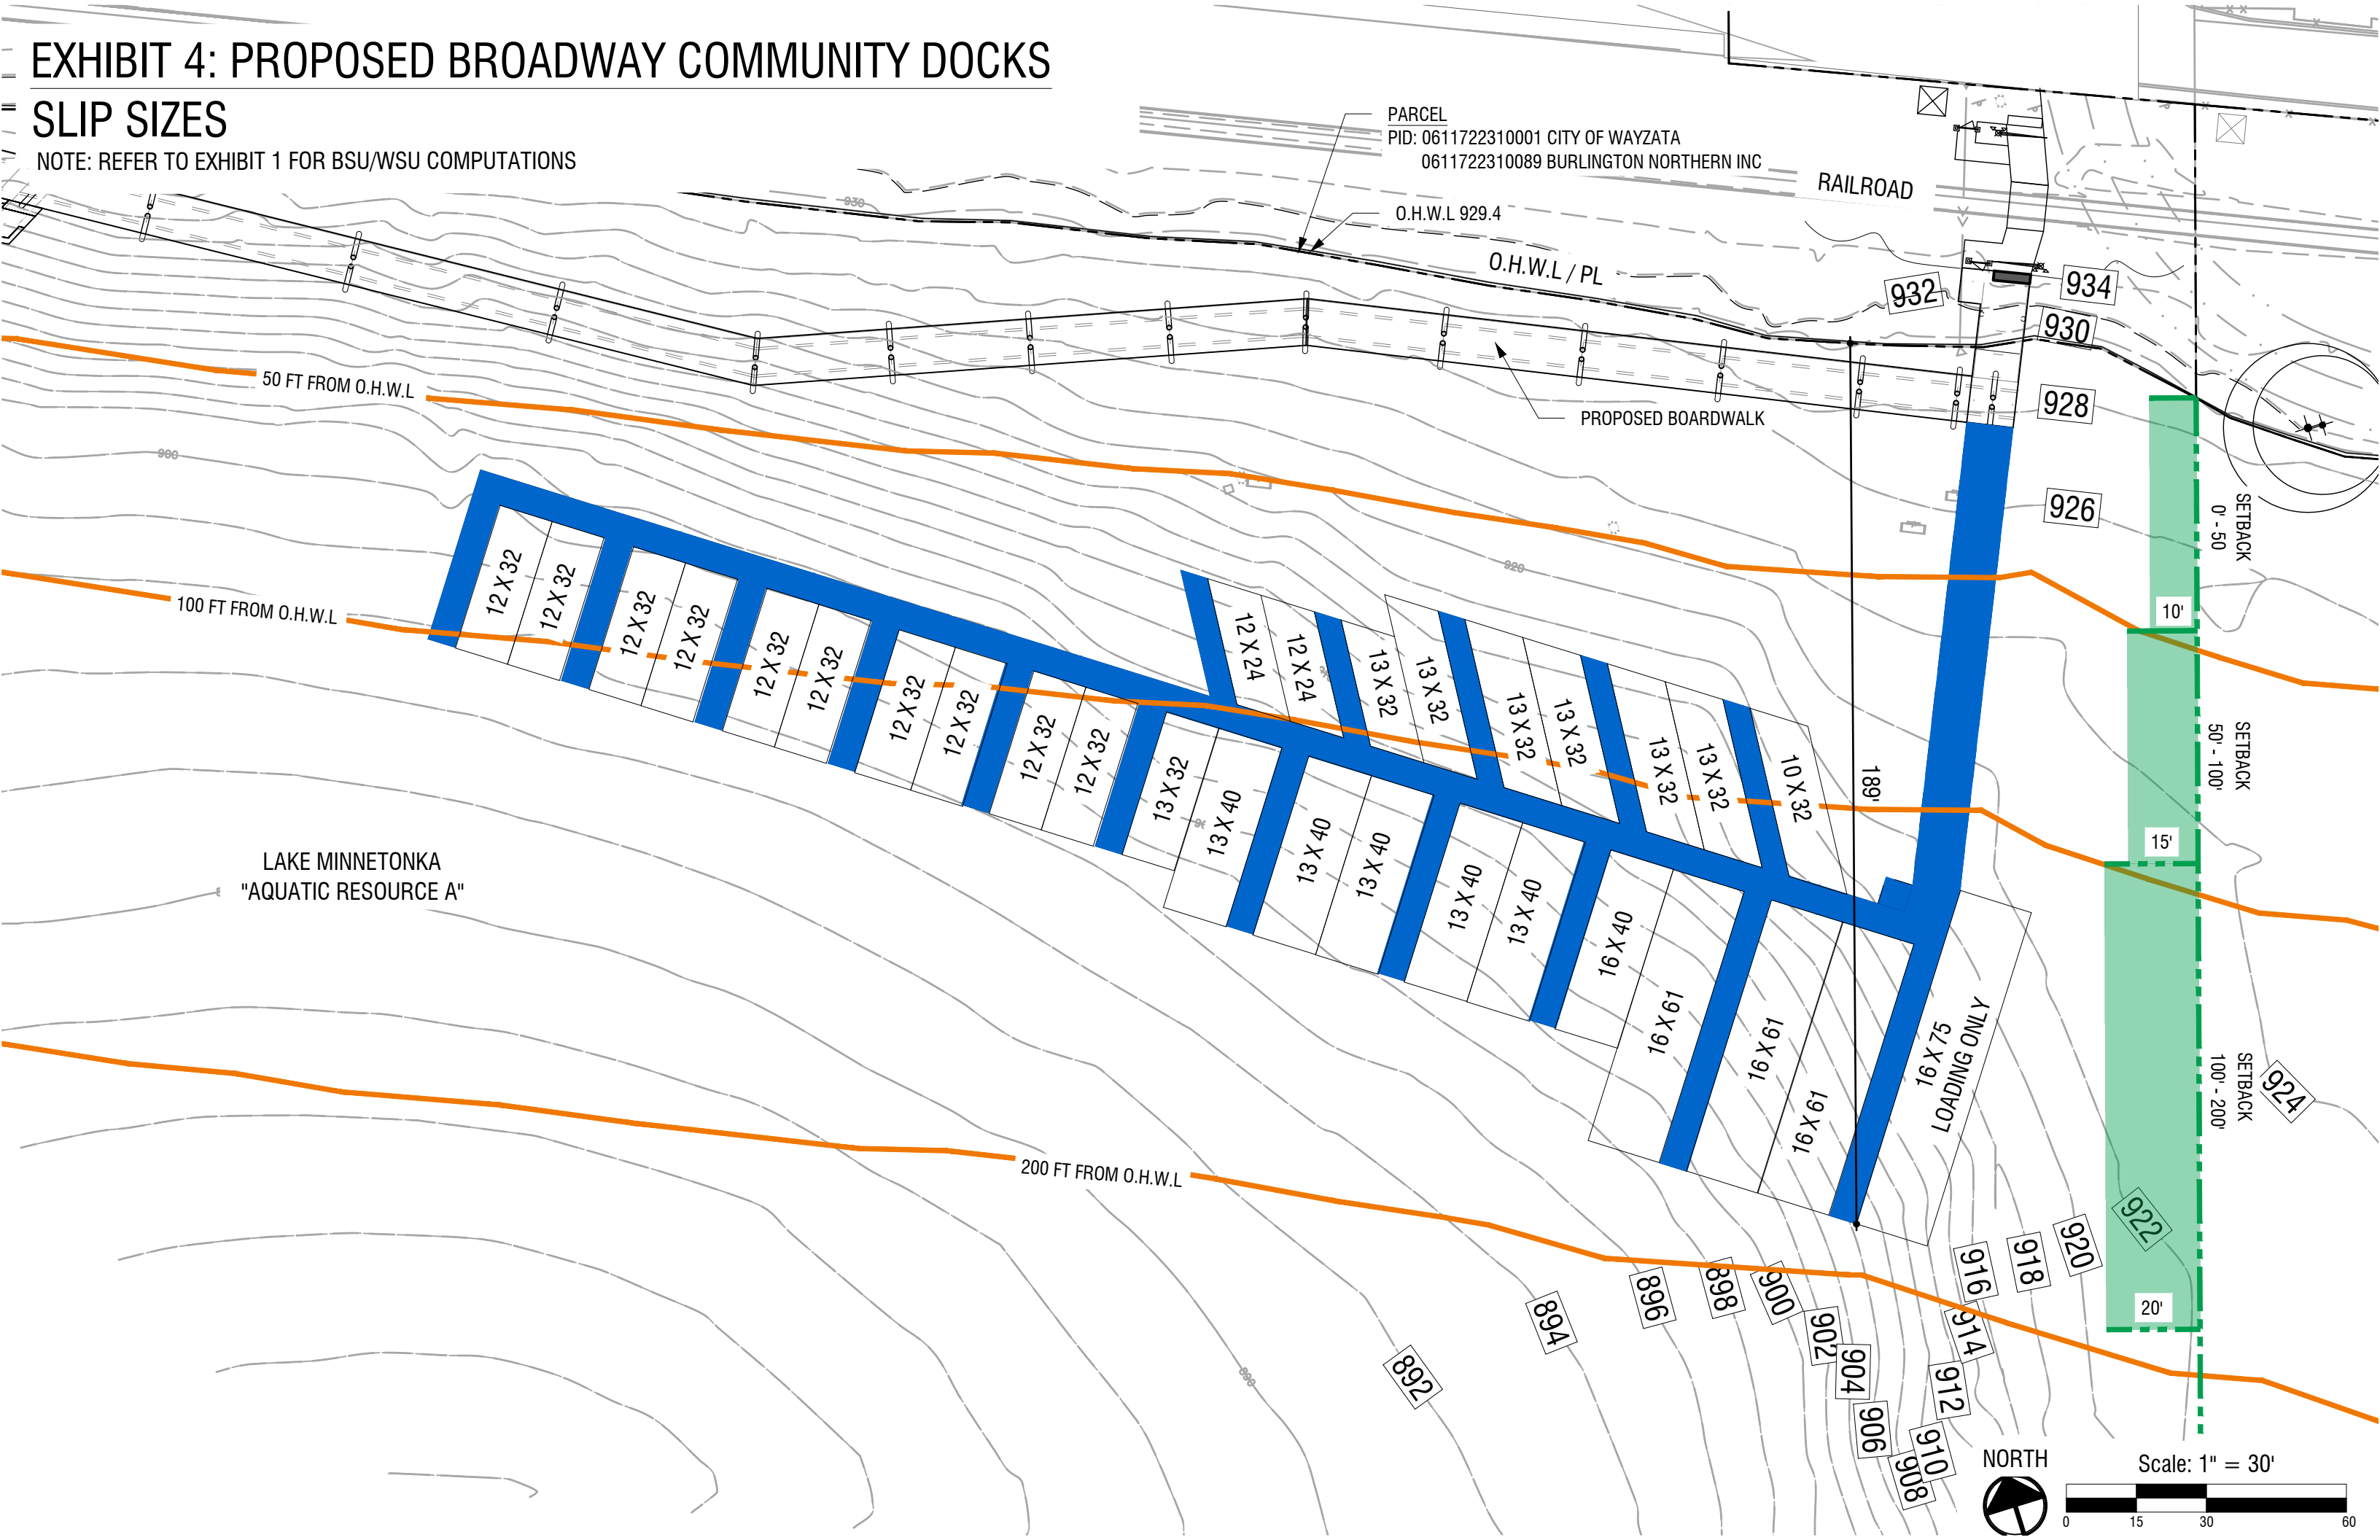 EXHIBIT 4: PROPOSED BROADWAY COMMUNITY DOCKS
SLIP SIZES
NOTE: REFER TO EXHIBIT 1 FOR BSU/WSU COMPUTATIONS
PARCEL
PID: 0611722310001 CITY OF WAYZATA
0611722310089 BURLINGTON NORTHERN INC
RAILROAD
O.H.W.L 929.4
930
O.H.W.L / PL
932
934
930
928
926
PROPOSED BOARDWALK
50 FT FROM O.H.W.L
900
920
SETBACK
0' - 50
10'
100 FT FROM O.H.W.L
12 X 32
12 X 32
12 X 32
12 X 32
12 X 32
12 X 32
12 X 32
12 X 32
12 X 32
12 X 32
13 X 32
13 X 40
13 X 40
13 X 40
13 X 40
13 X 40
16 X 40
16 X 61
16 X 61
16 X 61
16 X 75
LOADING ONLY
12 X 24
12 X 24
13 X 32
13 X 32
13 X 32
13 X 32
13 X 32
13 X 32
10 X 32
189'
SETBACK
50' - 100'
15'
LAKE MINNETONKA
"AQUATIC RESOURCE A"
SETBACK
100' - 200'
20'
200 FT FROM O.H.W.L
924
922
920
918
916
914
912
910
908
906
904
902
900
898
896
894
892
890
NORTH
Scale: 1" = 30'
0 15 30 60